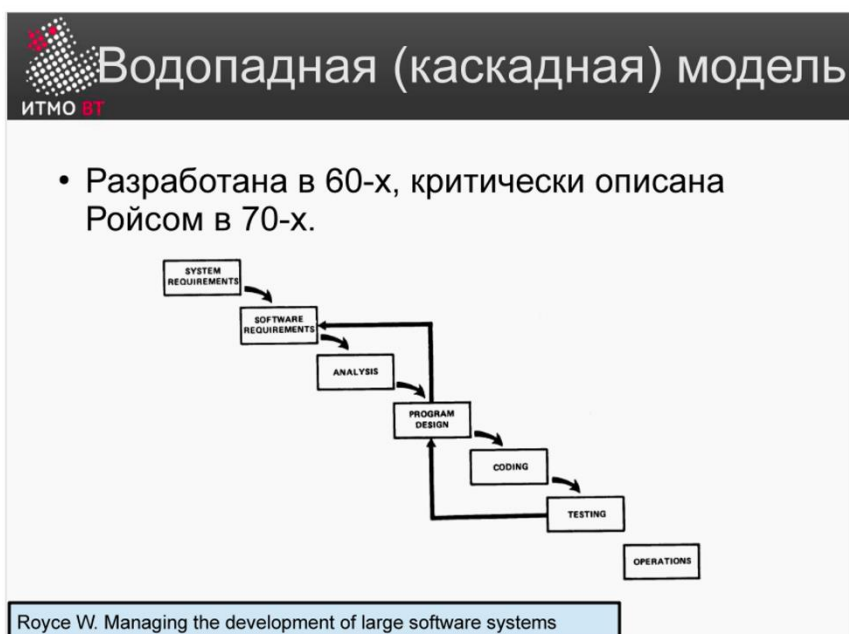 Водопадная (каскадная) модель
ИТМО ВТ
• Разработана в 60-х, критически описана
Ройсом в 70-х.
SYSTEM
REQUIREMENTS
SOFTWARE
REQUIREMENTS
ANALYSIS
PROGRAM
DESIGN
CODING
TESTING
OPERATIONS
Royce W. Managing the development of large software systems